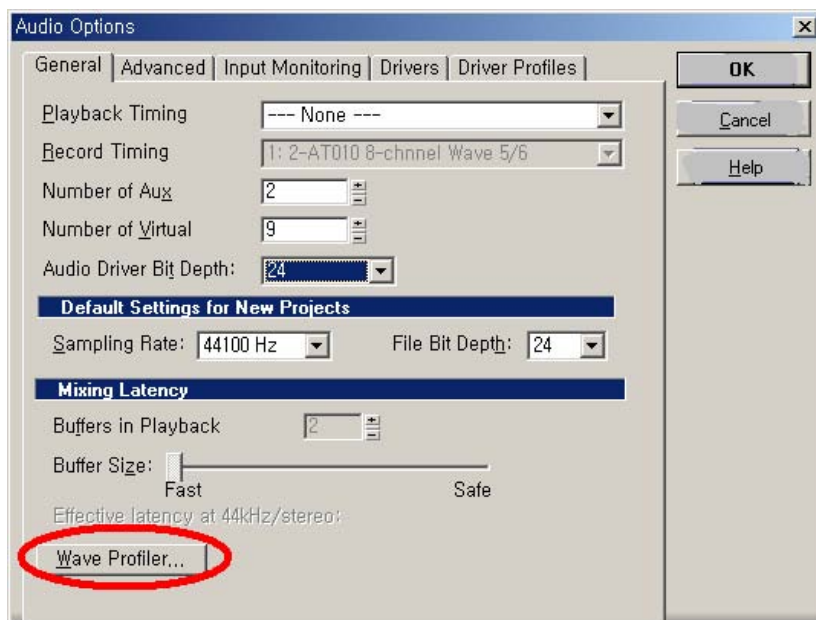 Audio Options
General Advanced Input Monitoring Drivers Driver Profiles
OK
Cancel
Help
Playback Timing --- None ---
Record Timing 1: 2-AT010 8-chnnel Wave 5/6
Number of Aux 2
Number of Virtual 9
Audio Driver Bit Depth: 24
Default Settings for New Projects
Sampling Rate: 44100 Hz File Bit Depth: 24
Mixing Latency
Buffers in Playback 2
Buffer Size:
Fast Safe
Effective latency at 44kHz/stereo:
Wave Profiler...